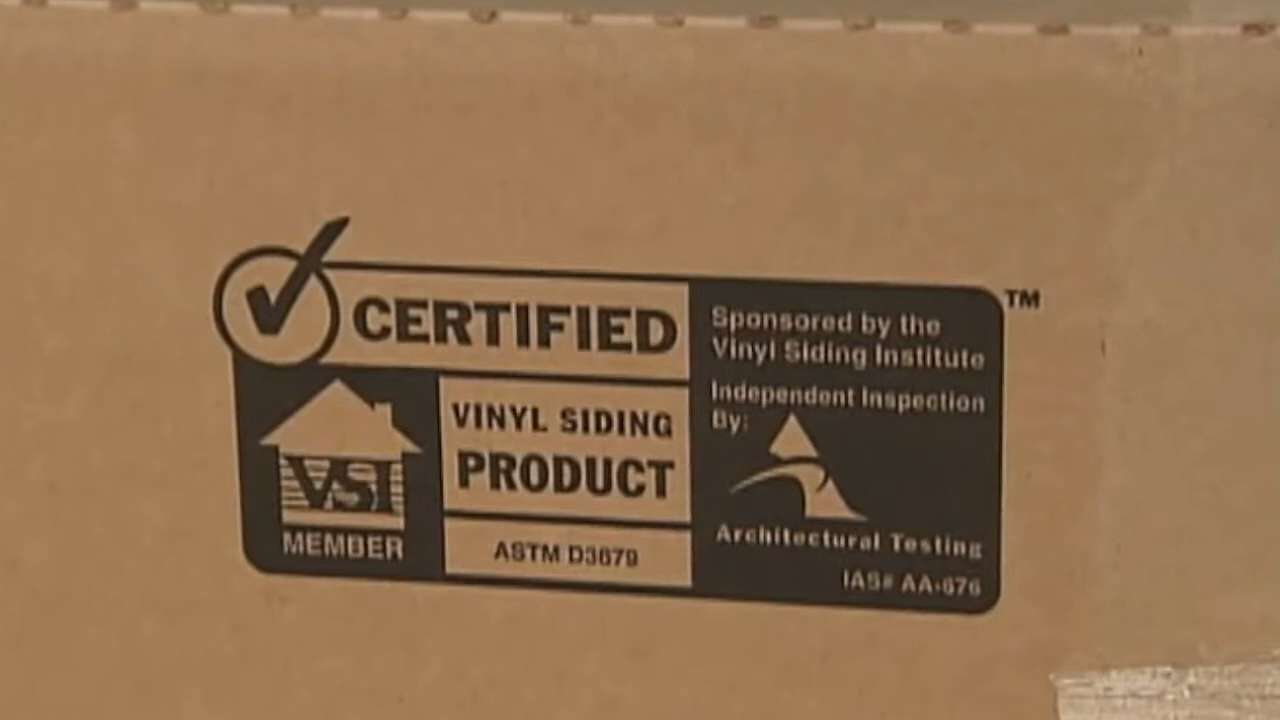 CERTIFIED
TM
VSI
MEMBER
VINYL SIDING
PRODUCT
ASTM D3679
Sponsored by the
Vinyl Siding Institute
Independent Inspection
By:
Architectural Testing
IAS# AA-676